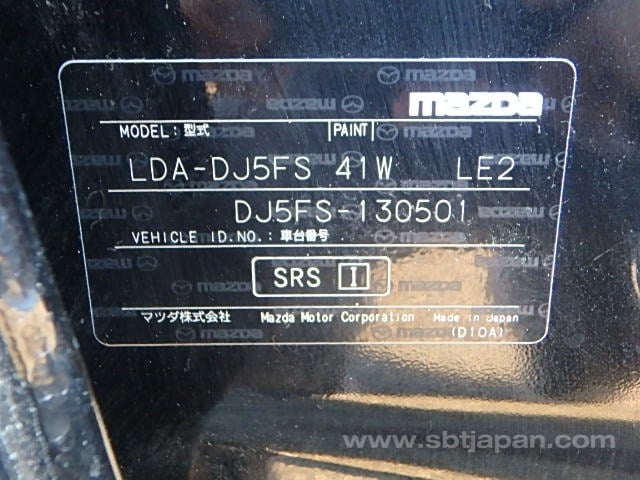 mazda
MODEL: 型式 PAINT
LDA-DJ5FS 41W LE2
DJ5FS-130501
VEHICLE ID.NO.: 車台番号
SRS I
マツダ株式会社 Mazda Motor Corporation Made in Japan
(D10A)
www.sbtjapan.com